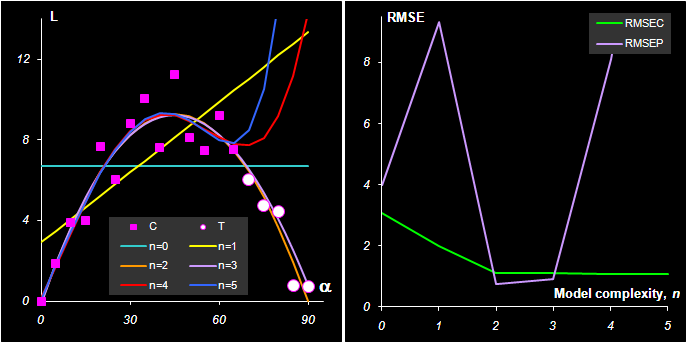 L
12
8
4
0
0
30
60
90
α
C
T
n=0
n=1
n=2
n=3
n=4
n=5
RMSE
RMSEC
RMSEP
8
6
4
2
0
Model complexity, n
0
1
2
3
4
5